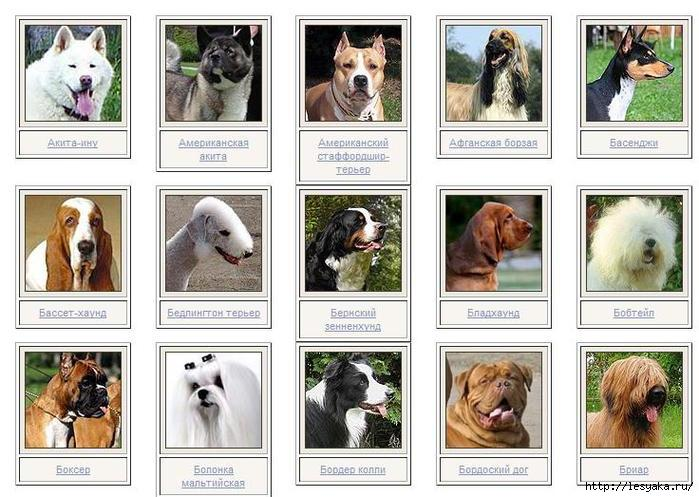 Акита-ину
Американская
акита
Американский
стаффордшир-
терьер
Афганская борзая
Басенджи
Бассет-хаунд
Бедлингтон терьер
Бернский
зенненхунд
Бладхаунд
Бобтейл
Боксер
Болонка
мальтийская
Бордер колли
Бордоский дог
Бриар
http://lesyaka.ru/